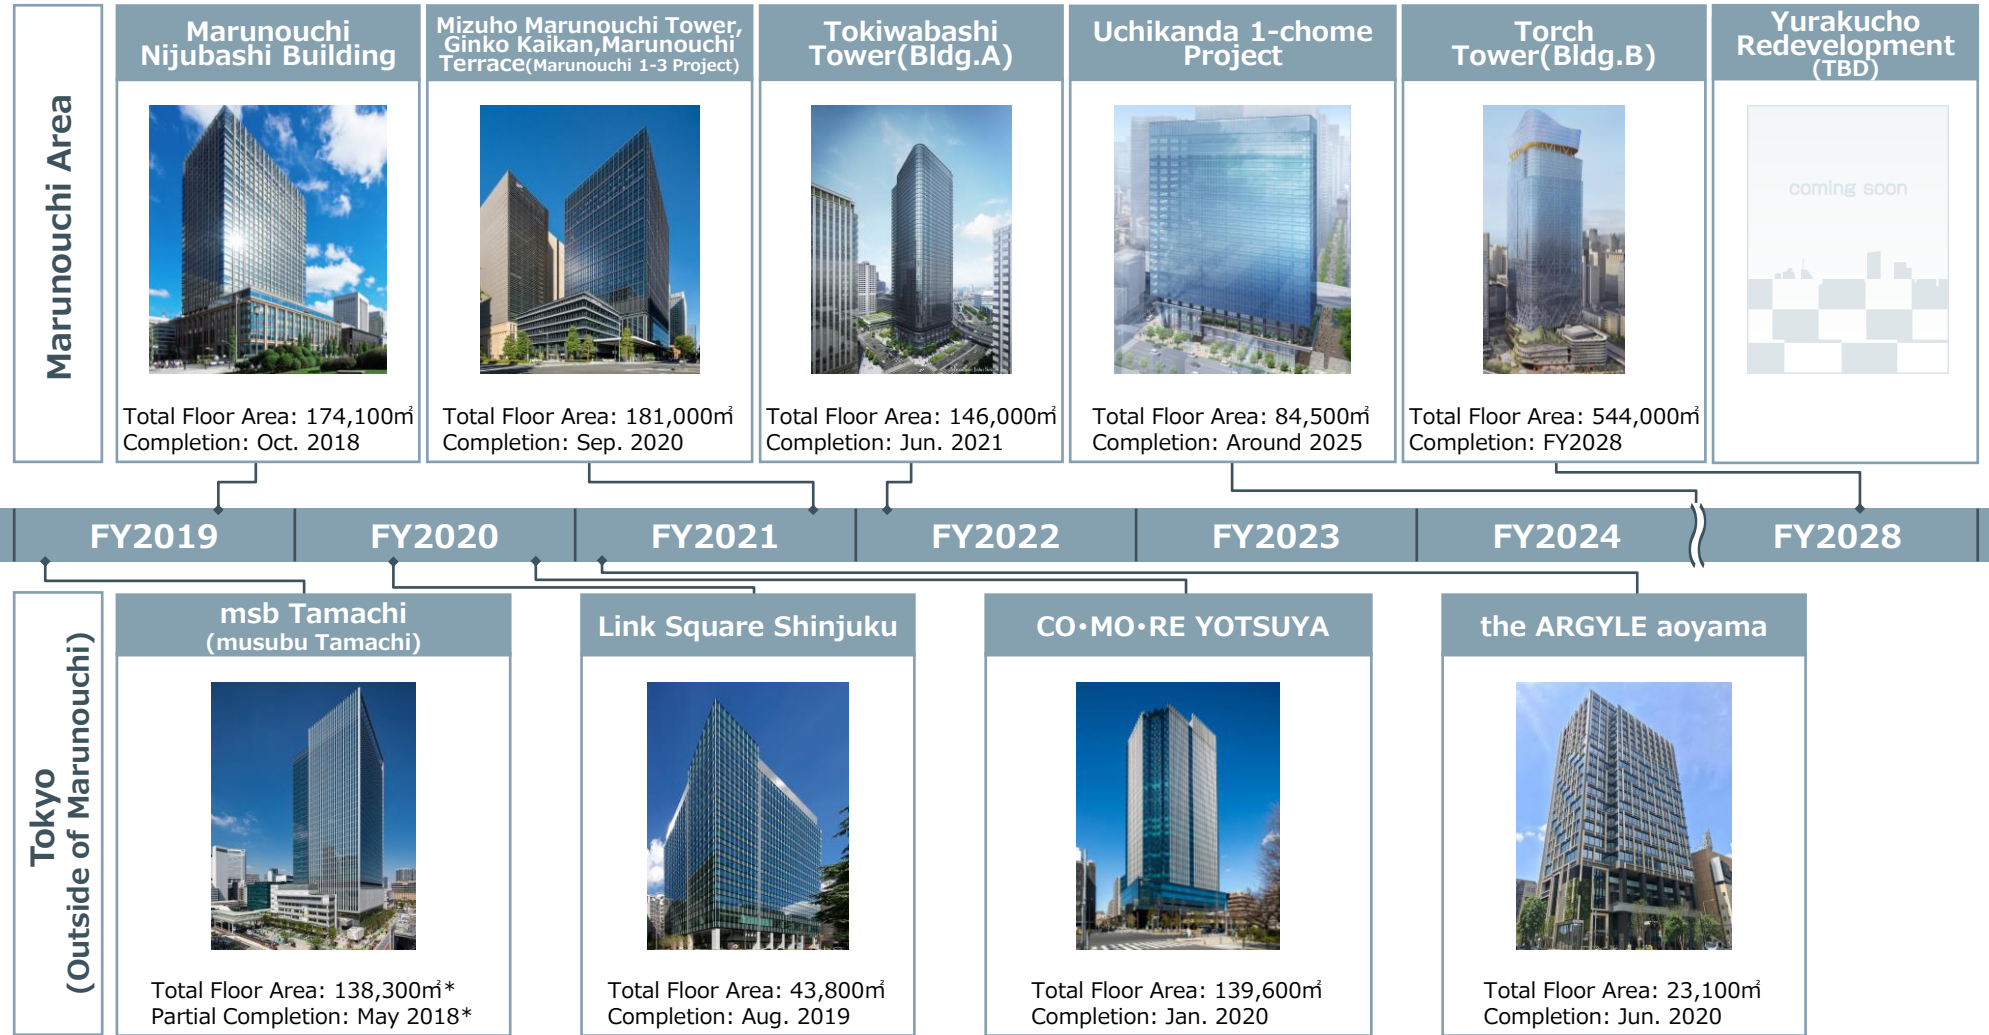 Marunouchi Area
Marunouchi
Nijubashi Building
Total Floor Area: 174,100㎡
Completion: Oct. 2018
Mizuho Marunouchi Tower,
Ginko Kaikan,Marunouchi
Terrace(Marunouchi 1-3 Project)
Total Floor Area: 181,000㎡
Completion: Sep. 2020
Tokiwabashi
Tower(Bldg.A)
Total Floor Area: 146,000㎡
Completion: Jun. 2021
Uchikanda 1-chome
Project
Total Floor Area: 84,500㎡
Completion: Around 2025
Torch
Tower(Bldg.B)
Total Floor Area: 544,000㎡
Completion: FY2028
Yurakucho
Redevelopment
(TBD)
coming soon
FY2019
FY2020
FY2021
FY2022
FY2023
FY2024
FY2028
Tokyo
(Outside of Marunouchi)
msb Tamachi
(musubu Tamachi)
Total Floor Area: 138,300㎡*
Partial Completion: May 2018*
Link Square Shinjuku
Total Floor Area: 43,800㎡
Completion: Aug. 2019
CO・MO・RE YOTSUYA
Total Floor Area: 139,600㎡
Completion: Jan. 2020
the ARGYLE aoyama
Total Floor Area: 23,100㎡
Completion: Jun. 2020